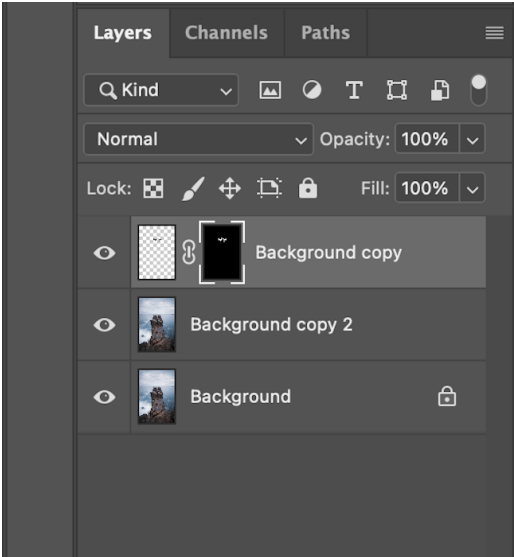 Layers Channels Paths
Kind
Normal Opacity: 100%
Lock: Fill: 100%
Background copy
Background copy 2
Background